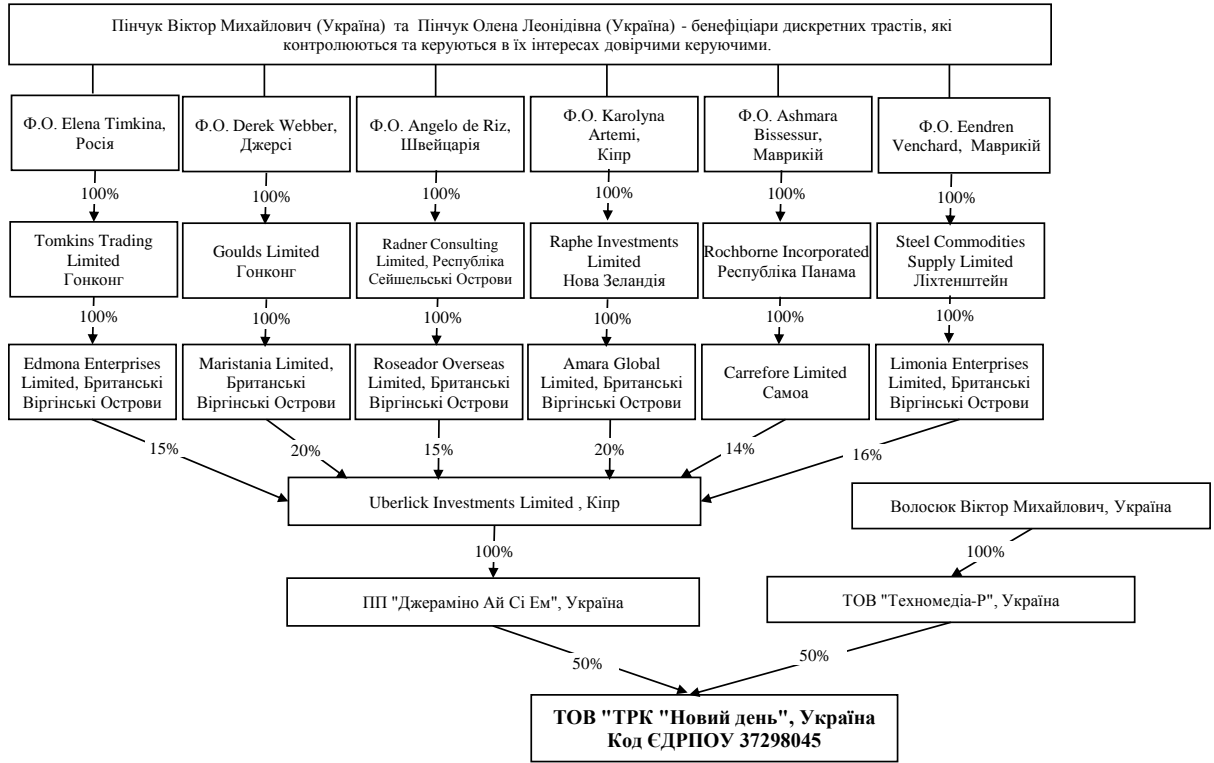 Пінчук Віктор Михайлович (Україна) та Пінчук Олена Леонідівна (Україна) - бенефіціари дискретних трастів, які
контролюються та керуються в їх інтересах довірчими керуючими.
Ф.О. Elena Timkina,
Росія
Ф.О. Derek Webber,
Джерсі
Ф.О. Angelo de Riz,
Швейцарія
Ф.О. Karolyna
Artemi,
Кіпр
Ф.О. Ashmara
Bissessur,
Маврикій
Ф.О. Eendren
Venchard, Маврикій
100%
100%
100%
100%
100%
100%
Tomkins Trading
Limited
Гонконг
Goulds Limited
Гонконг
Radner Consulting
Limited, Республіка
Сейшельські Острови
Raphe Investments
Limited
Нова Зеландія
Rochborne Incorporated
Республіка Панама
Steel Commodities
Supply Limited
Ліхтенштейн
100%
100%
100%
100%
100%
100%
Edmona Enterprises
Limited, Британські
Віргінські Острови
Maristania Limited,
Британські
Віргінські Острови
Roseador Overseas
Limited, Британські
Віргінські Острови
Amara Global
Limited, Британські
Віргінські Острови
Carrefore Limited
Самоа
Limonia Enterprises
Limited, Британські
Віргінські Острови
15%
20%
15%
20%
14%
16%
Uberlick Investments Limited , Кіпр
Волосюк Віктор Михайлович, Україна
100%
100%
ПП "Джераміно Ай Сі Ем", Україна
ТОВ "Техномедіа-Р", Україна
50%
50%
ТОВ "ТРК "Новий день", Україна
Код ЄДРПОУ 37298045